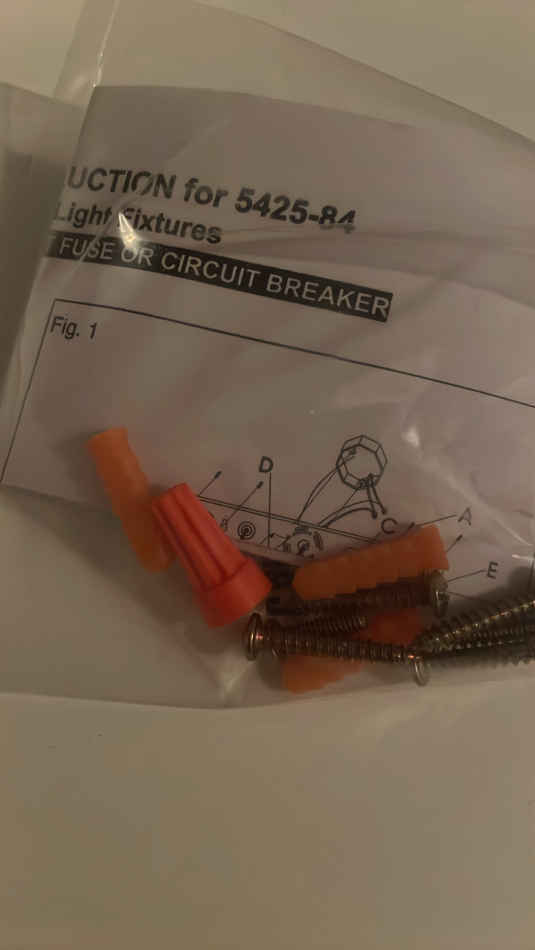 UCTION for 5425-84
Light Fixtures
FUSE OR CIRCUIT BREAKER
Fig. 1
D
C
A
E